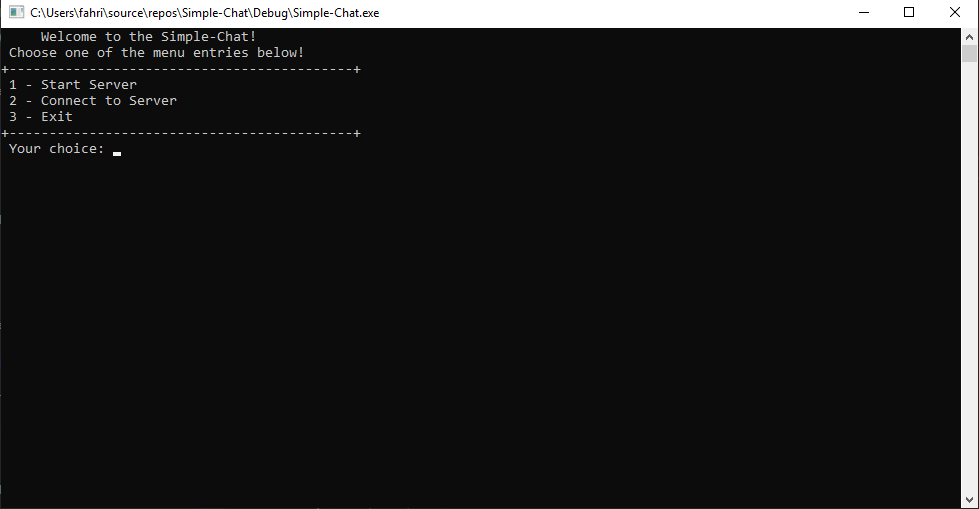 C:\Users\fahri\source\repos\Simple-Chat\Debug\Simple-Chat.exe
Welcome to the Simple-Chat!
Choose one of the menu entries below!
+-------------------------------------------+
1 - Start Server
2 - Connect to Server
3 - Exit
+-------------------------------------------+
Your choice: